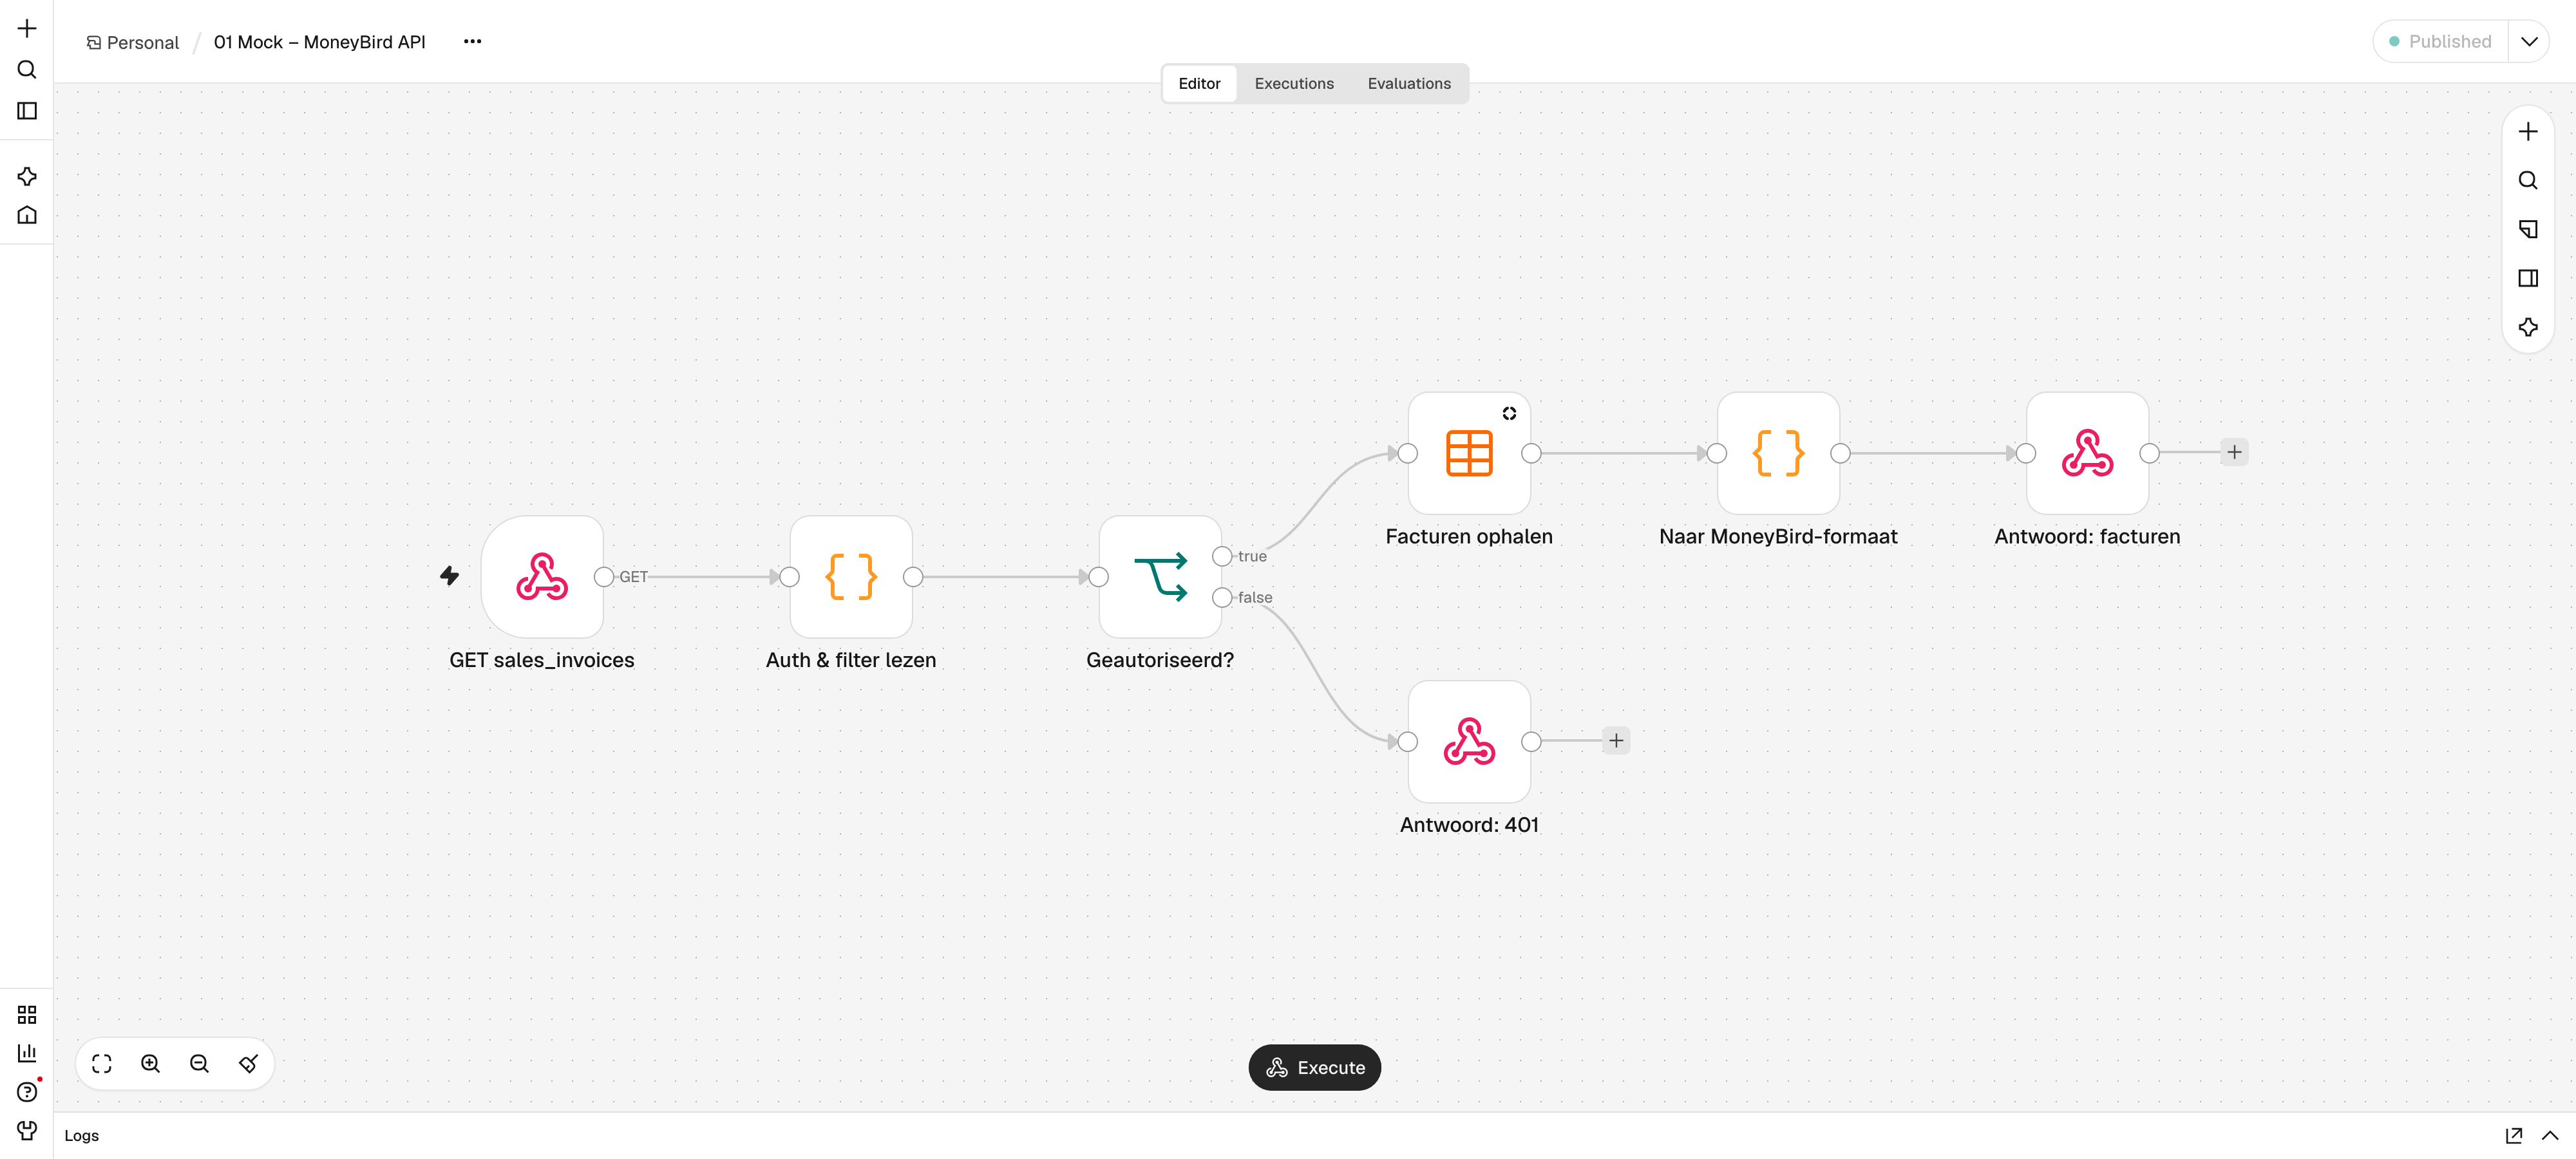 Personal / 01 Mock – MoneyBird API
Published
Editor Executions Evaluations
Facturen ophalen
Naar MoneyBird-formaat
Antwoord: facturen
true
GET
false
GET sales_invoices
Auth & filter lezen
Geautoriseerd?
Antwoord: 401
Execute
Logs